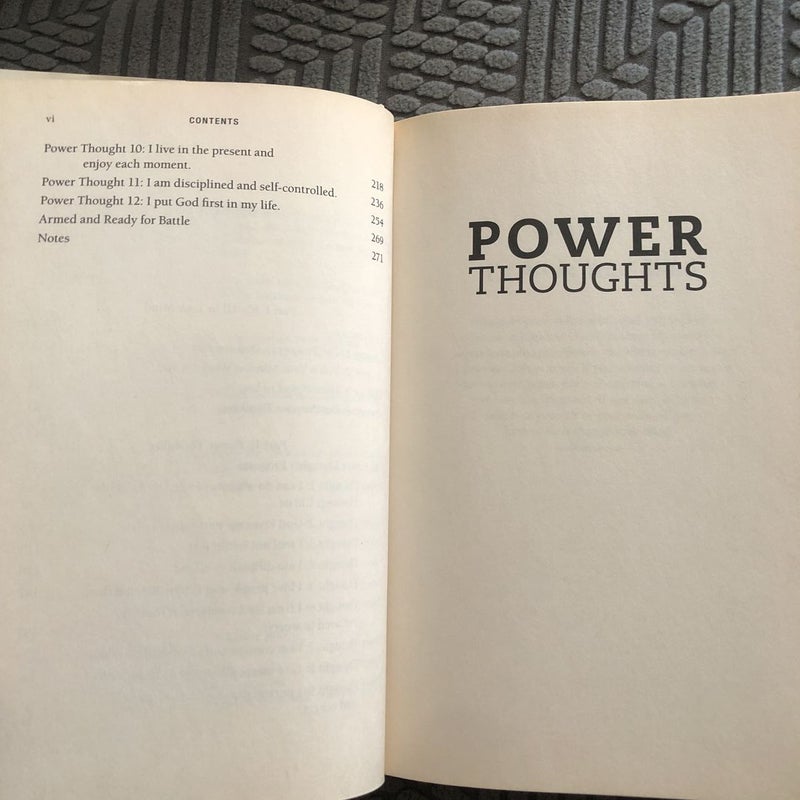 vi CONTENTS
Power Thought 10: I live in the present and
enjoy each moment. 218
Power Thought 11: I am disciplined and self-controlled. 236
Power Thought 12: I put God first in my life. 254
Armed and Ready for Battle 269
Notes 271
POWER
THOUGHTS